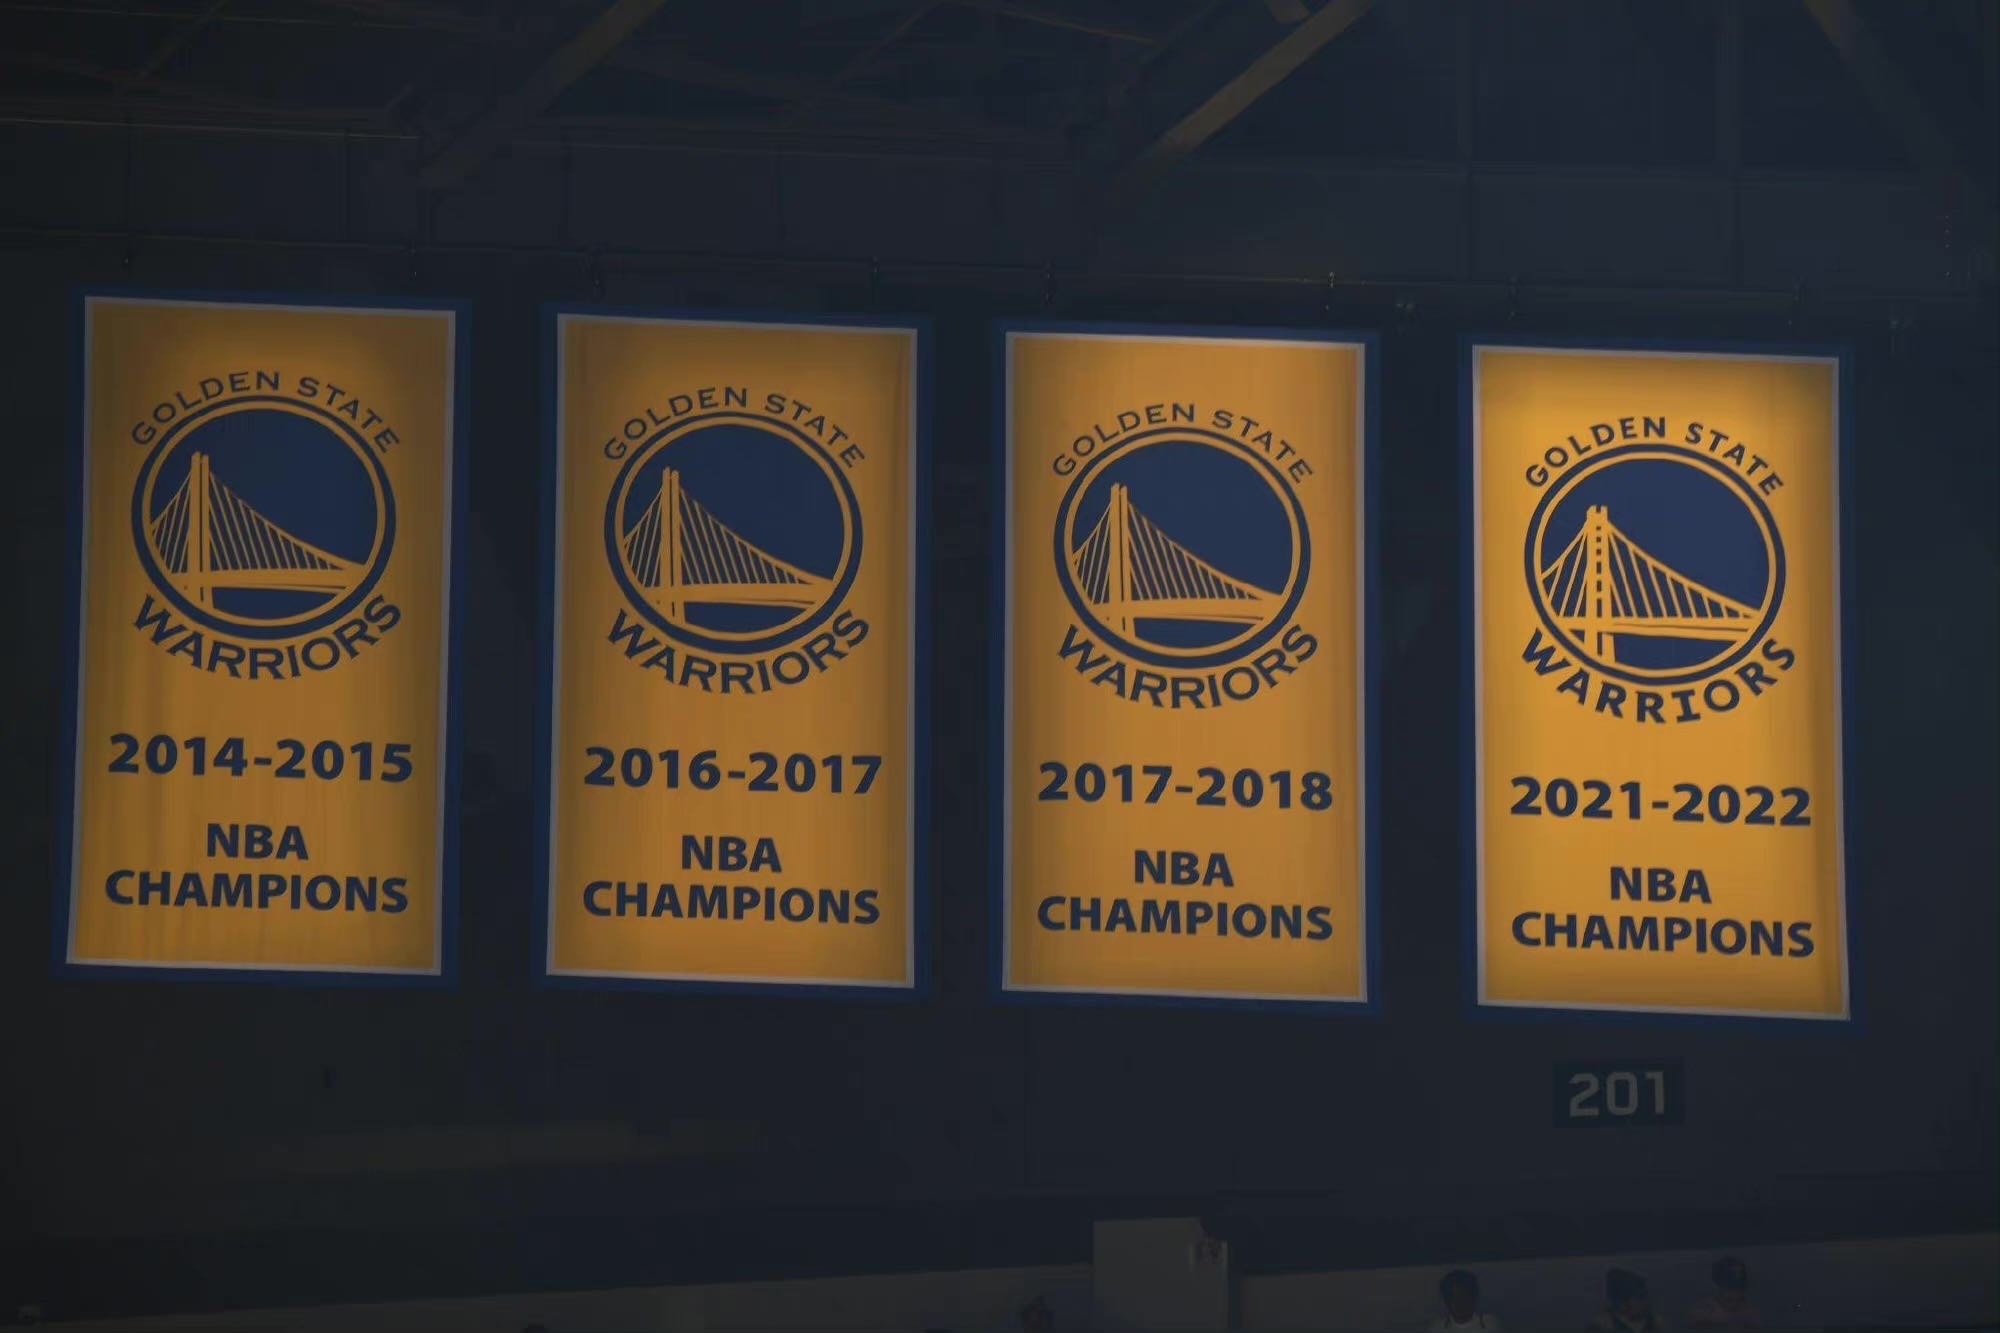 GOLDEN STATE
WARRIORS
2014-2015
NBA
CHAMPIONS
GOLDEN STATE
WARRIORS
2016-2017
NBA
CHAMPIONS
GOLDEN STATE
WARRIORS
2017-2018
NBA
CHAMPIONS
GOLDEN STATE
WARRIORS
2021-2022
NBA
CHAMPIONS
201